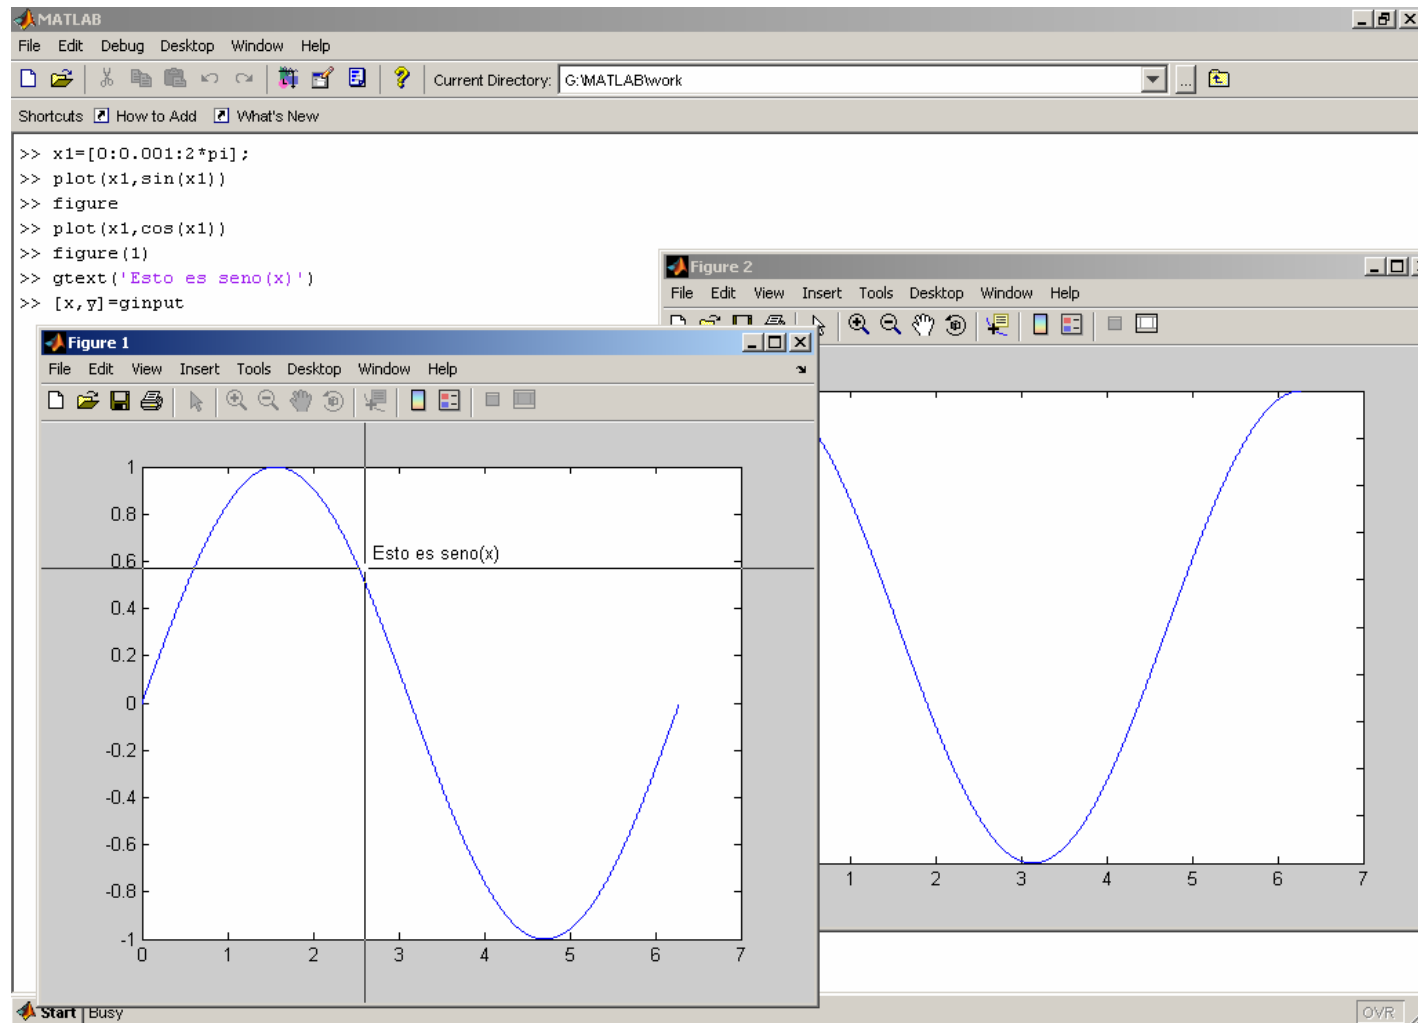 MATLAB
File Edit Debug Desktop Window Help
Current Directory: G:\MATLAB\work ...
Shortcuts How to Add What's New
>> x1=[0:0.001:2*pi];
>> plot(x1,sin(x1))
>> figure
>> plot(x1,cos(x1))
>> figure(1)
>> gtext('Esto es seno(x)')
>> [x,y]=ginput
Figure 2
File Edit View Insert Tools Desktop Window Help
1 2 3 4 5 6 7
Figure 1
File Edit View Insert Tools Desktop Window Help
1
0.8
0.6
0.4
0.2
0
-0.2
-0.4
-0.6
-0.8
-1
Esto es seno(x)
0 1 2 3 4 5 6 7
Start Busy OVR